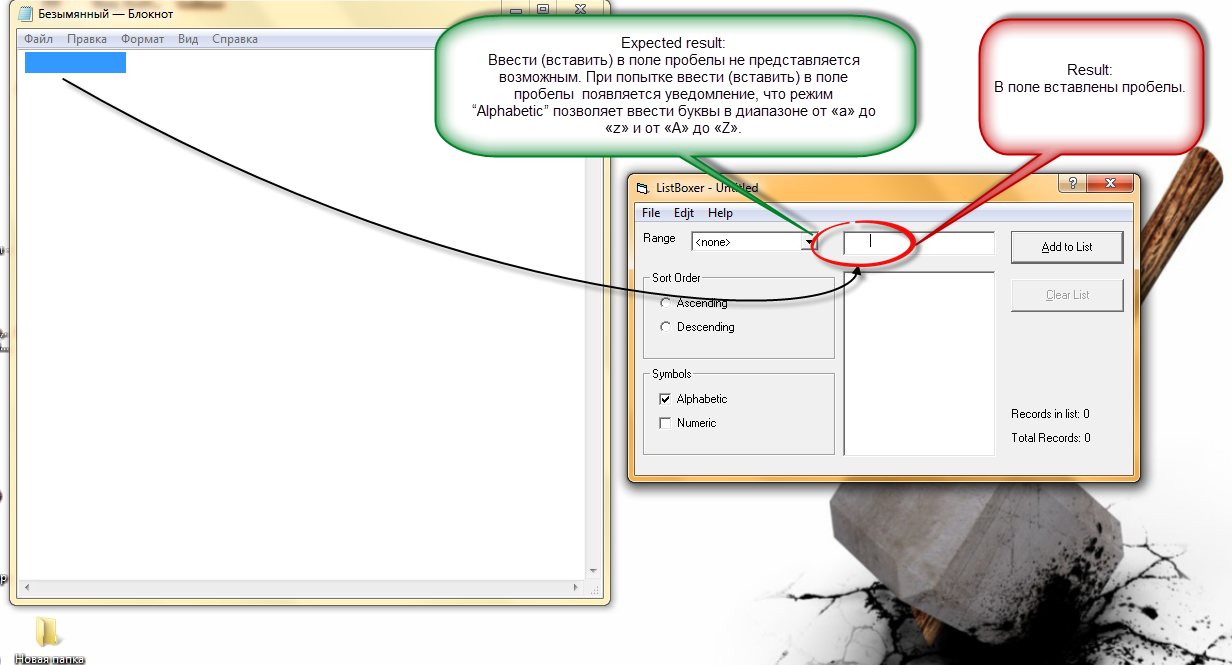 Безымянный — Блокнот
Файл Правка Формат Вид Справка
Expected result:
Ввести (вставить) в поле пробелы не представляется
возможным. При попытке ввести (вставить) в поле
пробелы появляется уведомление, что режим
“Alphabetic” позволяет ввести буквы в диапазоне от «a» до
«z» и от «A» до «Z».
Result:
В поле вставлены пробелы.
ListBoxer - Untitled
File Edjt Help
Range
<none>
Add to List
Sort Order
Ascending
Descending
Clear List
Symbols
Alphabetic
Numeric
Records in list: 0
Total Records: 0
Новая папка